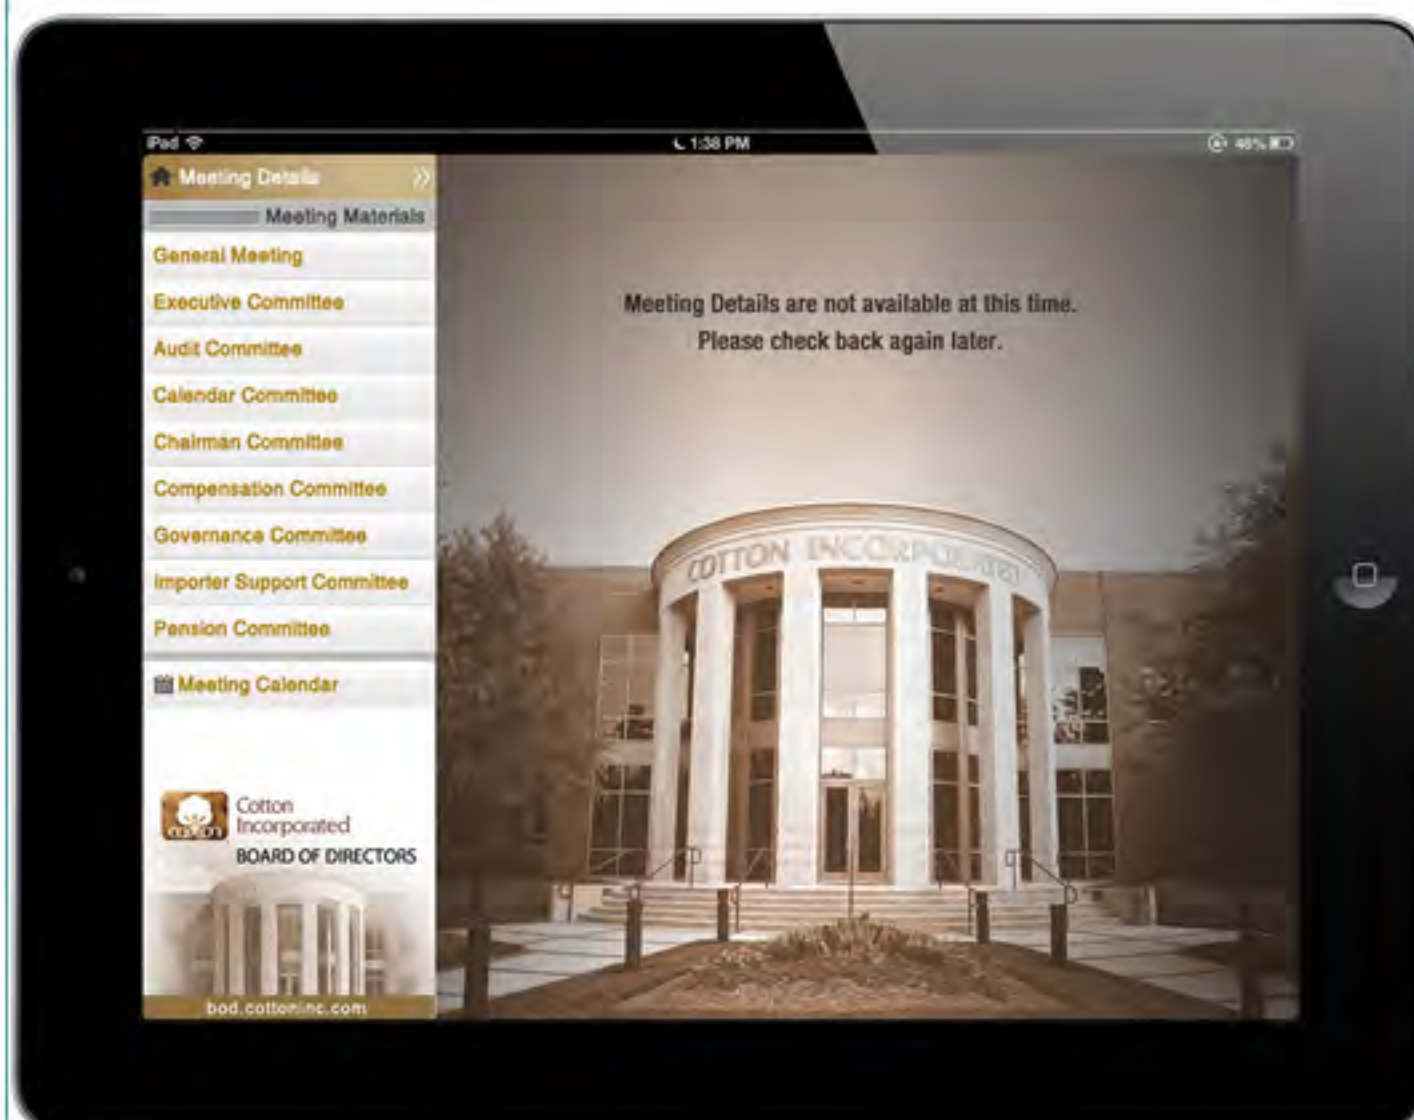 iPad
1:38 PM
46%
Meeting Details
Meeting Materials
General Meeting
Executive Committee
Audit Committee
Calendar Committee
Chairman Committee
Compensation Committee
Governance Committee
Importer Support Committee
Pension Committee
Meeting Calendar
Cotton
Incorporated
BOARD OF DIRECTORS
bod.cottoninc.com
Meeting Details are not available at this time.
Please check back again later.
COTTON INCORPORATED